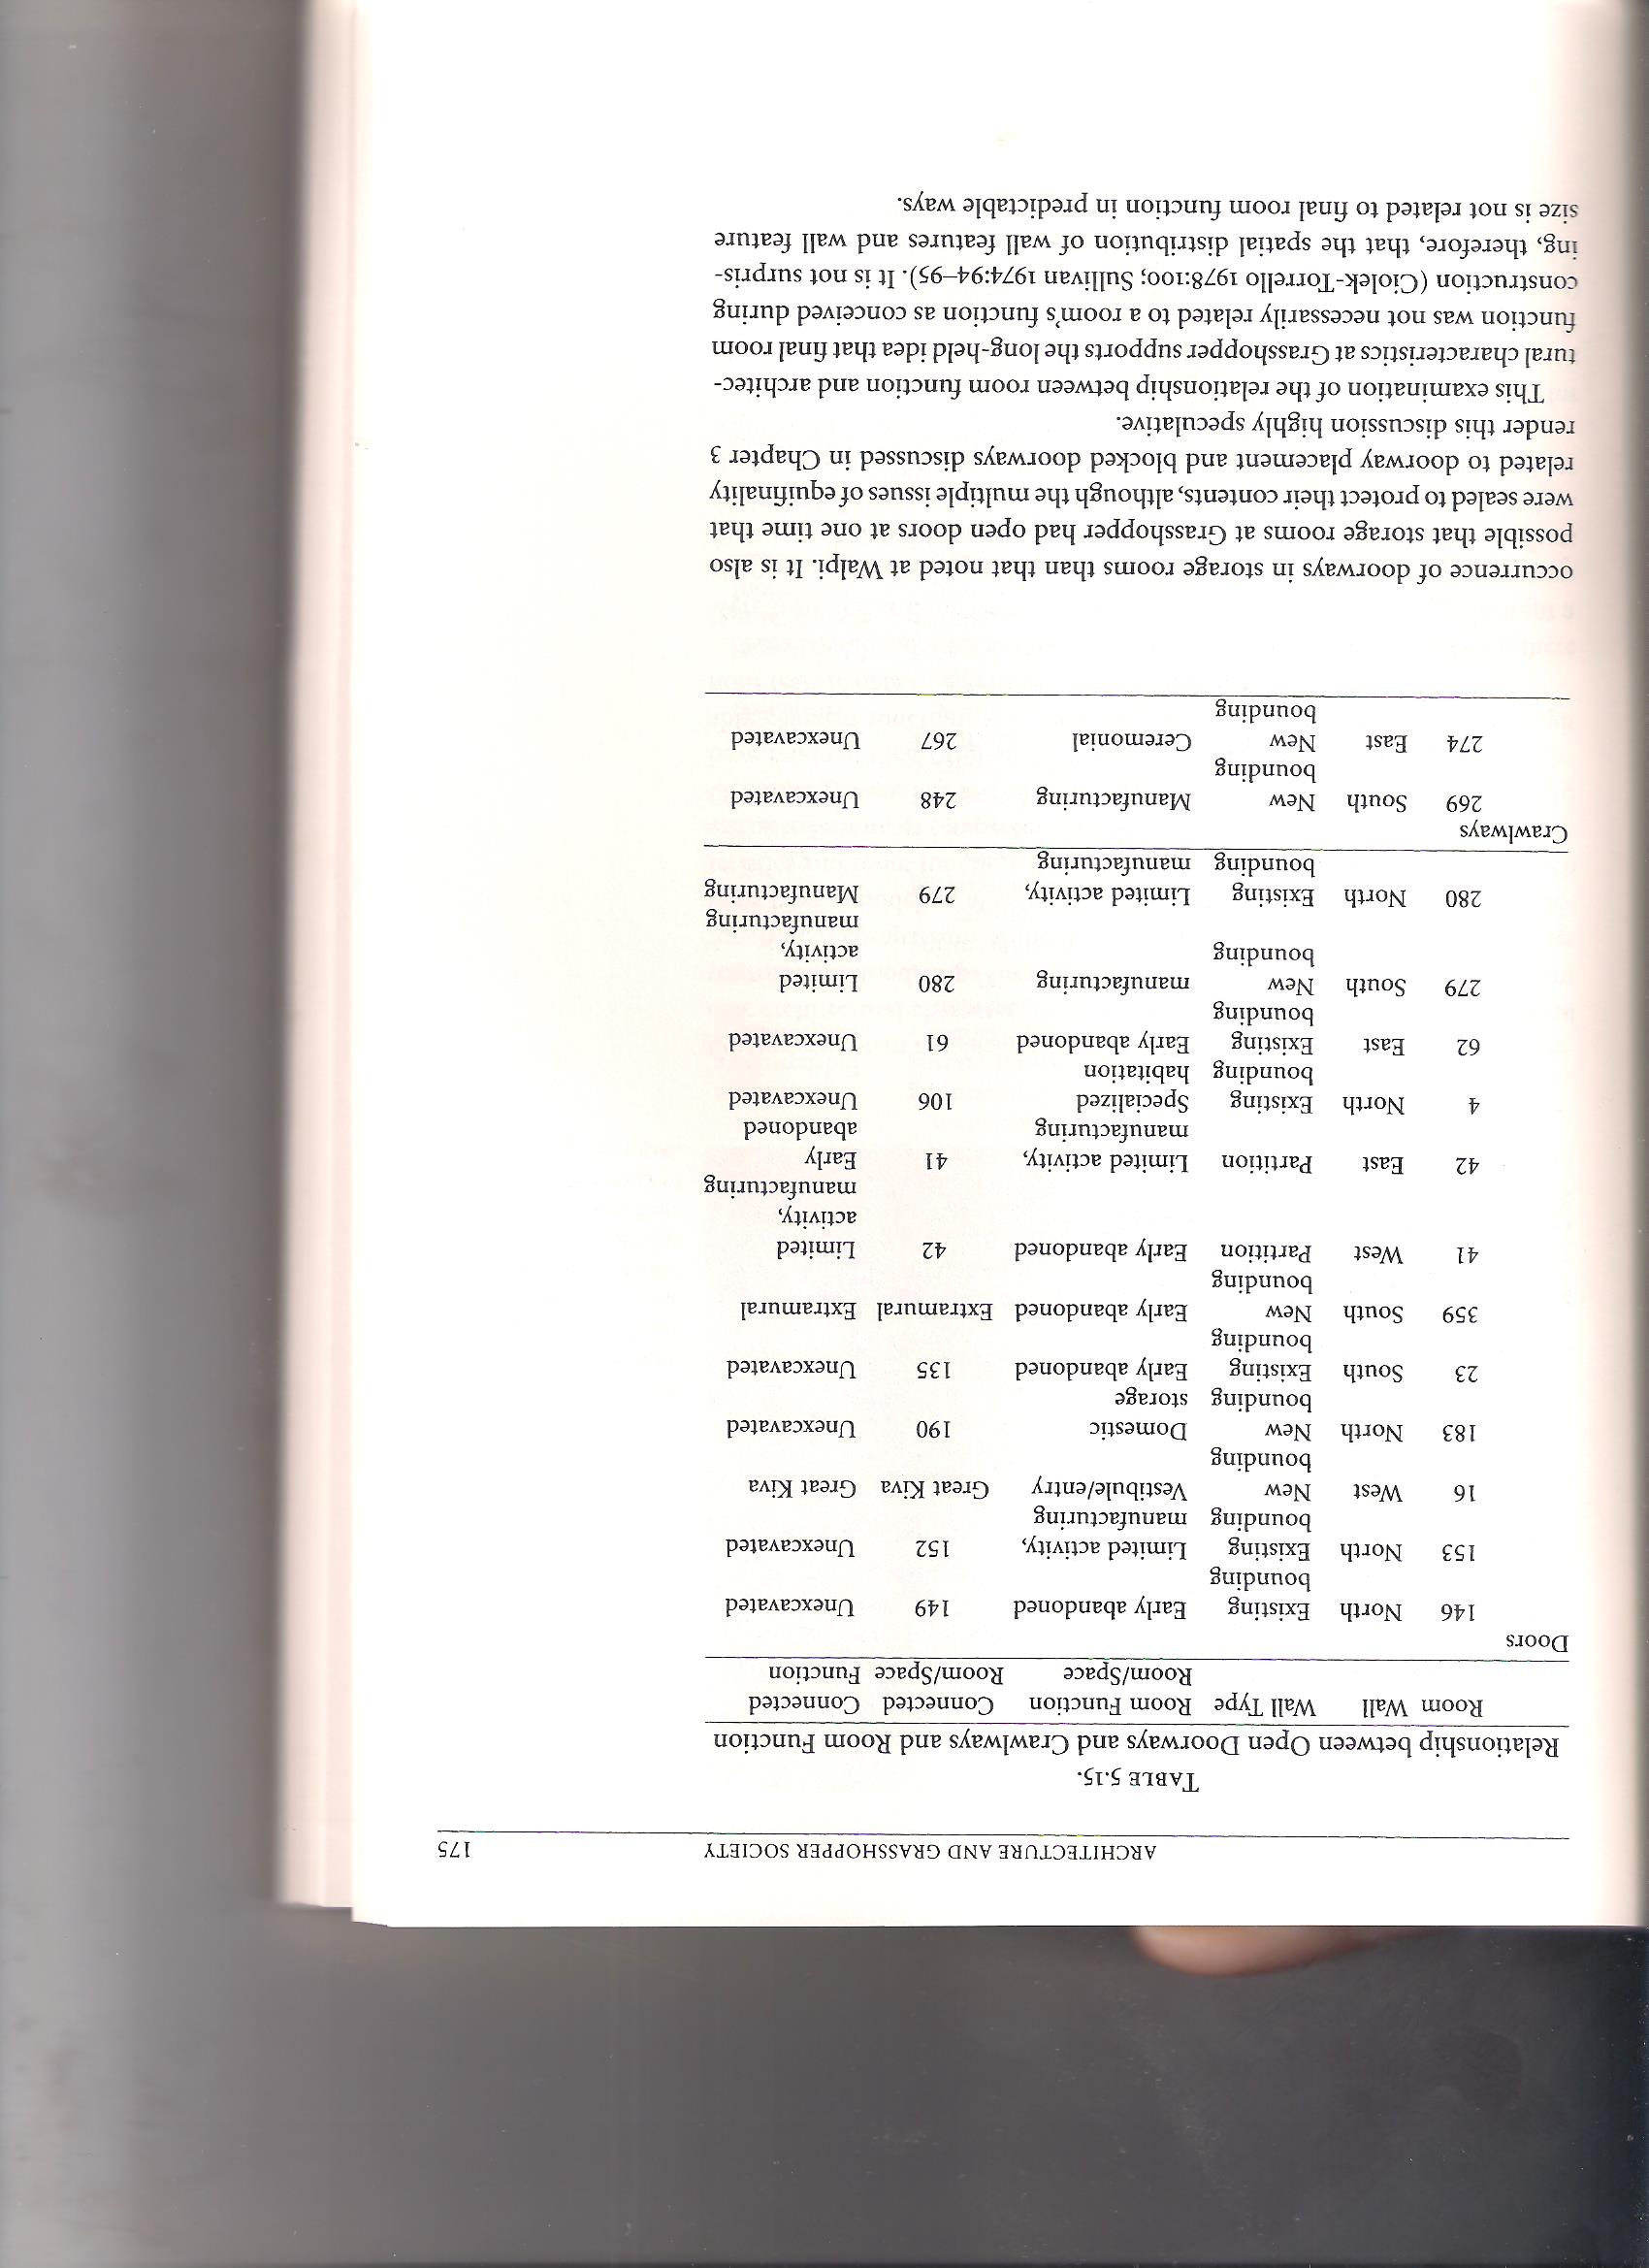 ARCHITECTURE AND GRASSHOPPER SOCIETY 175
TABLE 5.15.
Relationship between Open Doorways and Crawlways and Room Function
Room Wall Wall Type Room Function Connected Connected
Room/Space Room/Space Function
Doors
146 North Existing Early abandoned 149 Unexcavated
bounding
153 North Existing Limited activity, 152 Unexcavated
bounding manufacturing
16 West New Vestibule/entry Great Kiva Great Kiva
bounding
183 North New Domestic 190 Unexcavated
bounding storage
23 South Existing Early abandoned 135 Unexcavated
bounding
359 South New Early abandoned Extramural Extramural
bounding
41 West Partition Early abandoned 42 Limited
activity,
manufacturing
42 East Partition Limited activity, 41 Early
manufacturing abandoned
4 North Existing Specialized 106 Unexcavated
bounding habitation
62 East Existing Early abandoned 61 Unexcavated
bounding
279 South New manufacturing 280 Limited
bounding activity,
manufacturing
280 North Existing Limited activity, 279 Manufacturing
bounding manufacturing
Crawlways
269 South New Manufacturing 248 Unexcavated
bounding
274 East New Ceremonial 267 Unexcavated
bounding
occurrence of doorways in storage rooms than that noted at Walpi. It is also
possible that storage rooms at Grasshopper had open doors at one time that
were sealed to protect their contents, although the multiple issues of equifinality
related to doorway placement and blocked doorways discussed in Chapter 3
render this discussion highly speculative.
This examination of the relationship between room function and architec-
tural characteristics at Grasshopper supports the long-held idea that final room
function was not necessarily related to a room's function as conceived during
construction (Ciolek-Torrello 1978:100; Sullivan 1974:94–95). It is not surpris-
ing, therefore, that the spatial distribution of wall features and wall feature
size is not related to final room function in predictable ways.